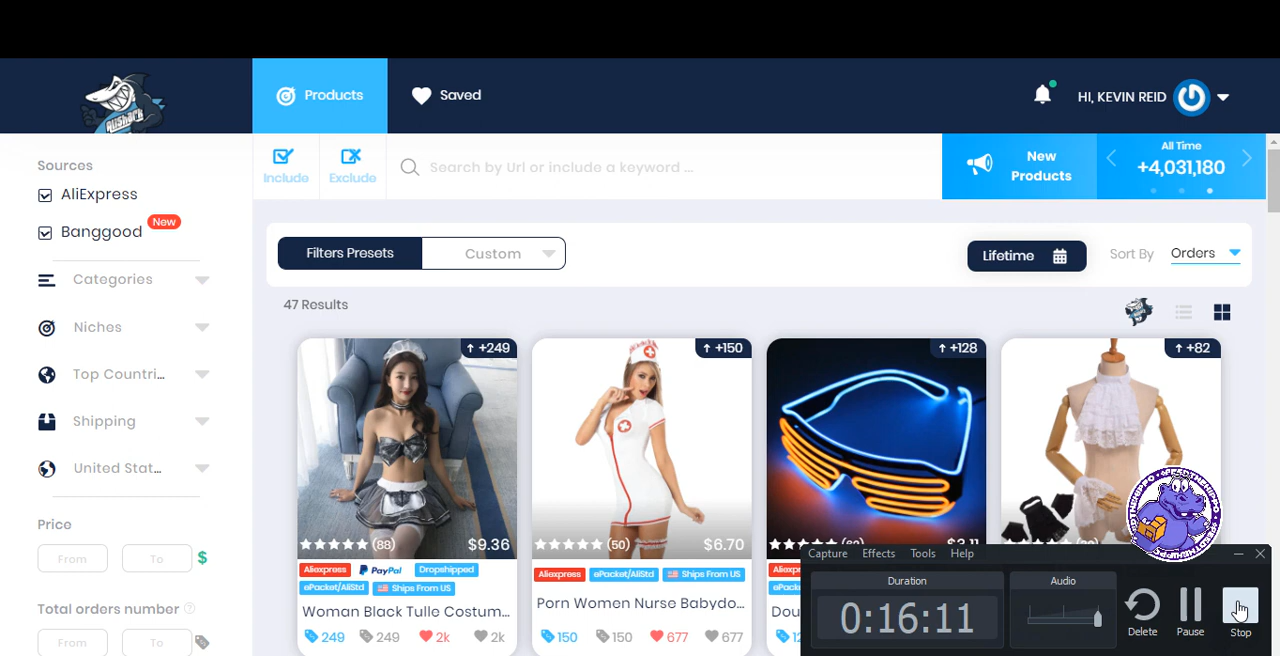 AliShark
Products
Saved
HI, KEVIN REID
Sources
AliExpress
Banggood
New
Categories
Niches
Top Countri...
Shipping
United Stat...
Price
From
To
$
Total orders number
From
To
Include
Exclude
Search by Url or include a keyword ...
New
Products
All Time
+4,031,180
Filters Presets
Custom
Lifetime
Sort By
Orders
47 Results
↑ +249
(88)
$9.36
Aliexpress
PayPal
Dropshipped
ePacket/AliStd
Ships From US
Woman Black Tulle Costum...
249
249
2k
2k
↑ +150
(50)
$6.70
Aliexpress
ePacket/AliStd
Ships From US
Porn Women Nurse Babydo...
150
150
677
677
↑ +128
↑ +82
Capture
Effects
Tools
Help
Duration
0:16:11
Audio
Delete
Pause
Stop